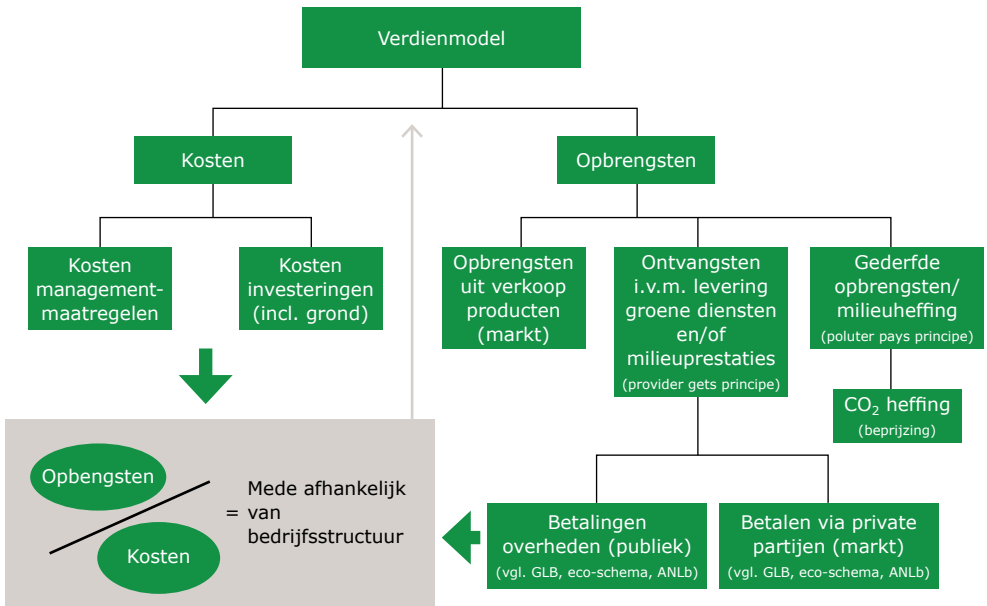 Verdienmodel
Kosten
Opbrengsten
Kosten
management-
maatregelen
Kosten
investeringen
(incl. grond)
Opbrengsten
uit verkoop
producten
(markt)
Ontvangsten
i.v.m. levering
groene diensten
en/of
milieuprestaties
(provider gets principe)
Gederfde
opbrengsten/
milieuheffing
(poluter pays principe)
CO₂ heffing
(beprijzing)
Opbengsten
Kosten
= Mede afhankelijk
van
bedrijfsstructuur
Betalingen
overheden (publiek)
(vgl. GLB, eco-schema, ANLb)
Betalen via private
partijen (markt)
(vgl. GLB, eco-schema, ANLb)